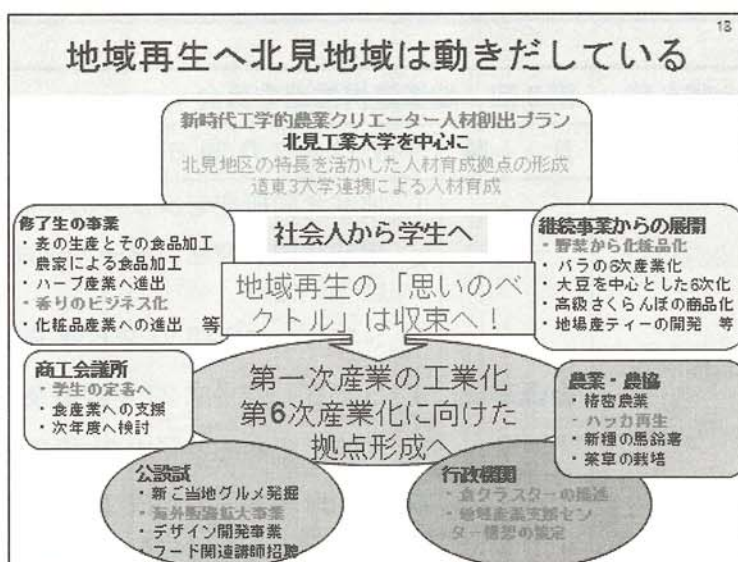 18
地域再生へ北見地域は動きだしている
新時代工学的農業クリエーター人材創出プラン
北見工業大学を中心に
北見地区の特長を活かした人材育成拠点の形成
道東3大学連携による人材育成
修了生の事業
・麦の生産とその食品加工
・農家による食品加工
・ハーブ産業へ進出
・香りのビジネス化
・化粧品産業への進出 等
社会人から学生へ
継続事業からの展開
・野菜から化粧品化
・バラの6次産業化
・大豆を中心とした6次化
・高級さくらんぼの商品化
・地場産ティーの開発 等
地域再生の「思いのベ
クトル」は収束へ!
商工会議所
・学生の定着へ
・食産業への支援
・次年度へ検討
第一次産業の工業化
第6次産業化に向けた
拠点形成へ
農業・農協
・精密農業
・ハッカ再生
・新種の馬鈴薯
・薬草の栽培
公設試
・新ご当地グルメ発掘
・海外販路拡大事業
・デザイン開発事業
・フード関連講師招聘
行政機関
・食クラスターの推進
・地域産業支援セン
ター構想の策定